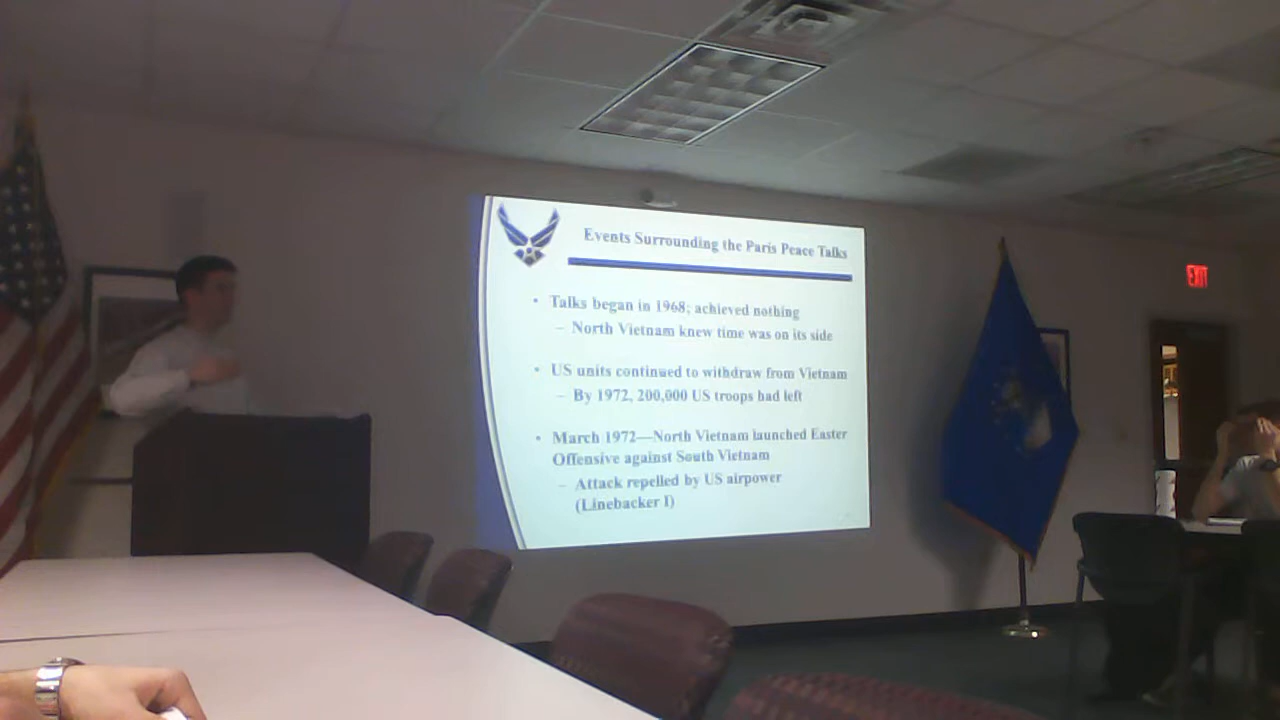 Events Surrounding the Paris Peace Talks
• Talks began in 1968; achieved nothing
– North Vietnam knew time was on its side
• US units continued to withdraw from Vietnam
– By 1972, 200,000 US troops had left
• March 1972—North Vietnam launched Easter
Offensive against South Vietnam
– Attack repelled by US airpower
(Linebacker I)
EXIT